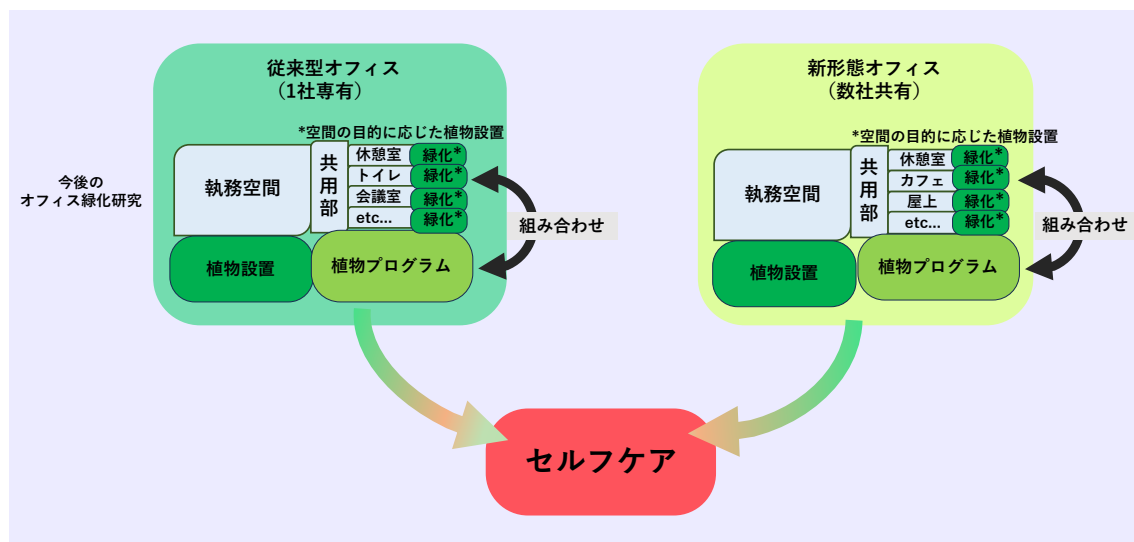 今後の
オフィス緑化研究
従来型オフィス
（1社専有）
*空間の目的に応じた植物設置
執務空間
共用部
休憩室
緑化*
トイレ
緑化*
会議室
緑化*
etc...
緑化*
植物設置
植物プログラム
組み合わせ
新形態オフィス
（数社共有）
*空間の目的に応じた植物設置
執務空間
共用部
休憩室
緑化*
カフェ
緑化*
屋上
緑化*
etc...
緑化*
植物設置
植物プログラム
組み合わせ
セルフケア